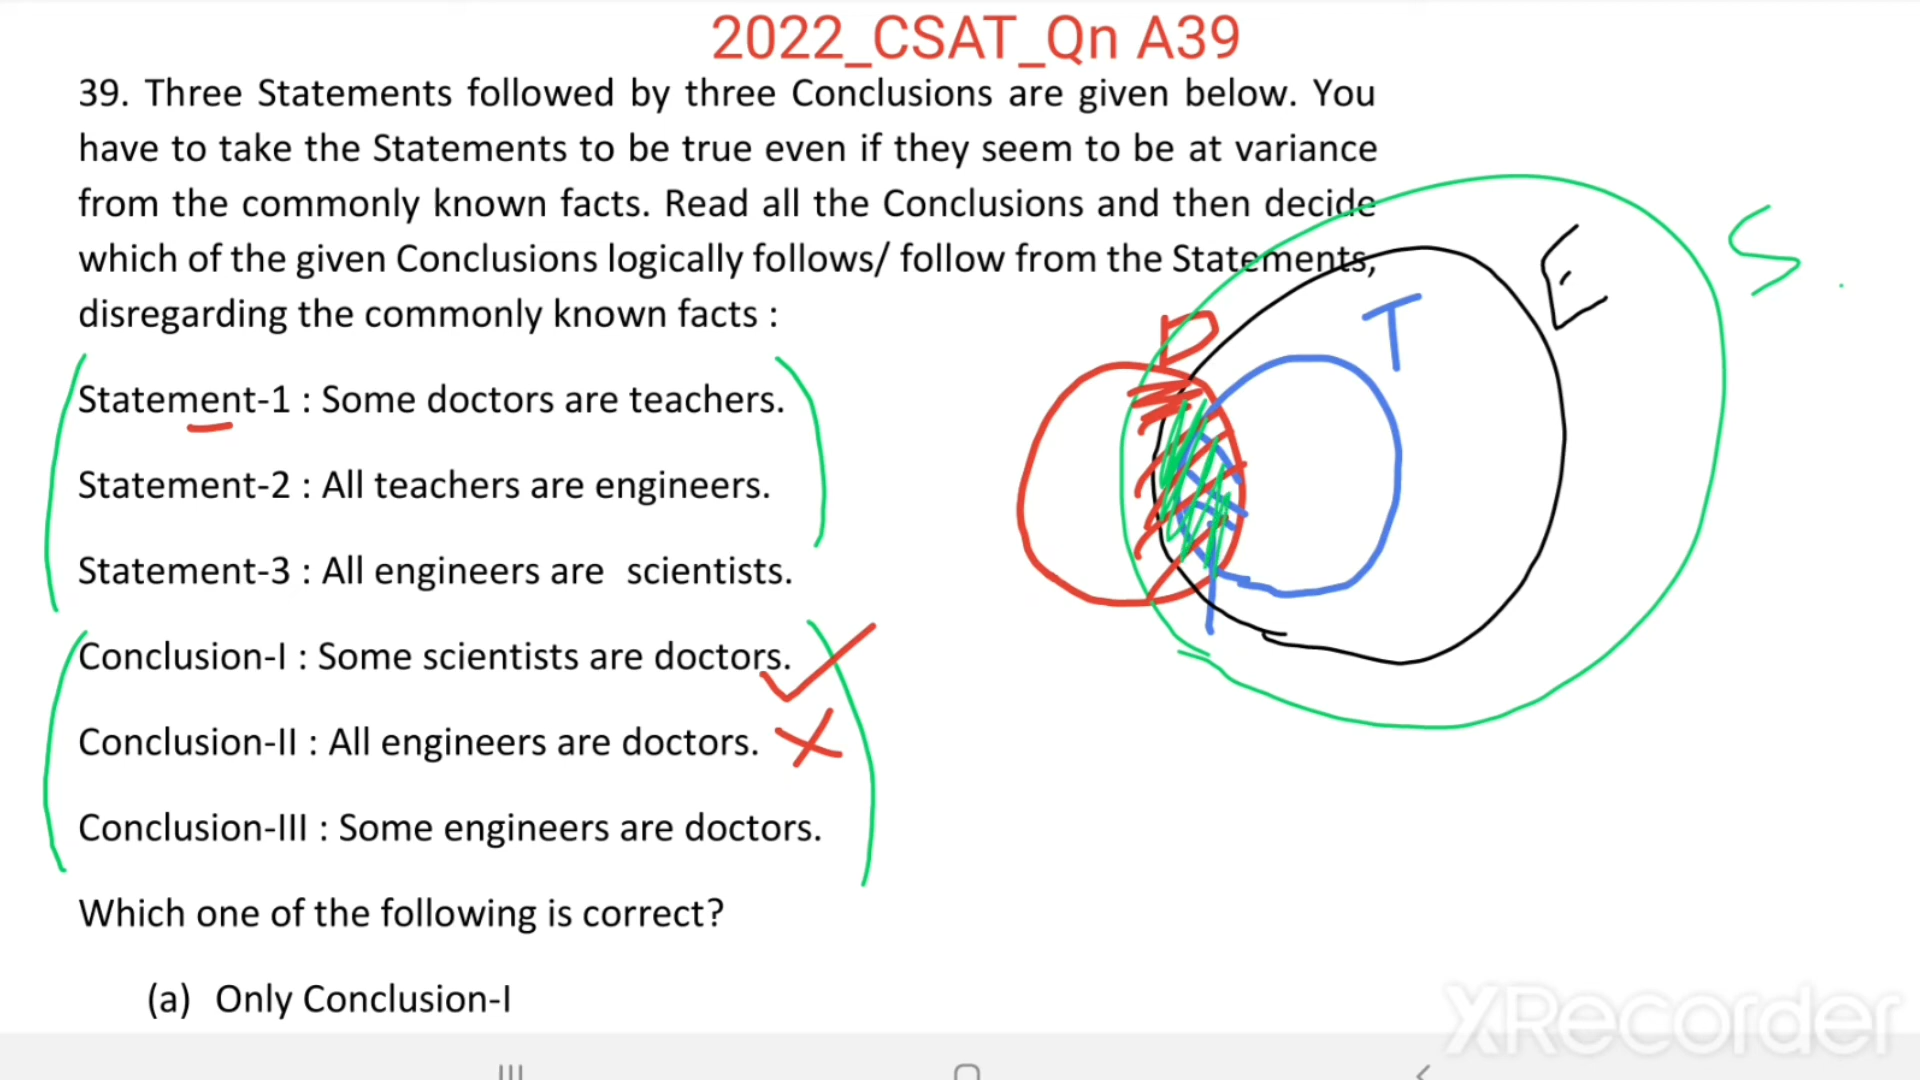 2022_CSAT_Qn A39
39. Three Statements followed by three Conclusions are given below. You
have to take the Statements to be true even if they seem to be at variance
from the commonly known facts. Read all the Conclusions and then decide
which of the given Conclusions logically follows/ follow from the Statements,
disregarding the commonly known facts :
Statement-1 : Some doctors are teachers.
Statement-2 : All teachers are engineers.
Statement-3 : All engineers are scientists.
Conclusion-I : Some scientists are doctors.
Conclusion-II : All engineers are doctors.
Conclusion-III : Some engineers are doctors.
Which one of the following is correct?
(a) Only Conclusion-I
D
T
E
S
XRecorder